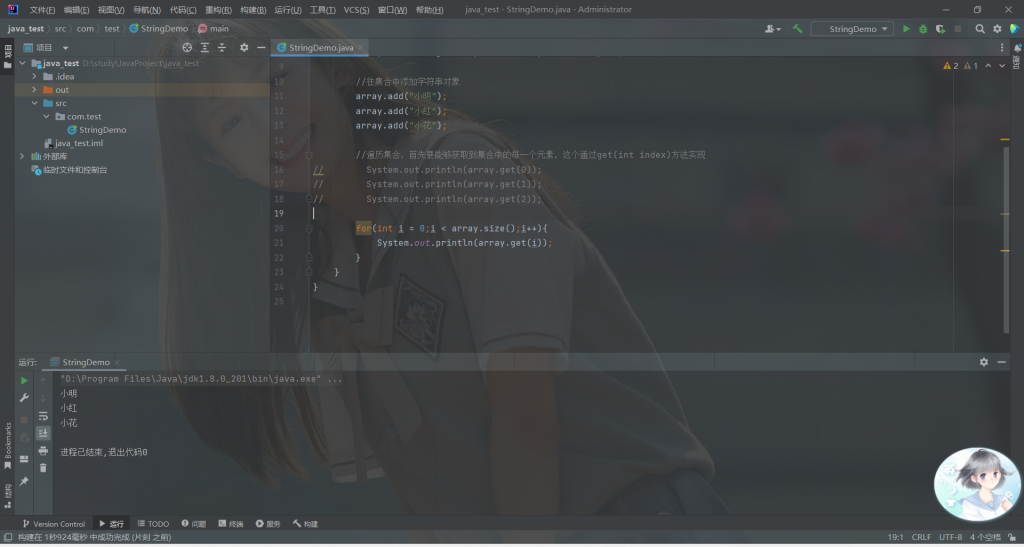 文件(F) 编辑(E) 视图(V) 导航(N) 代码(C) 重构(R) 构建(B) 运行(U) 工具(T) VCS(S) 窗口(W) 帮助(H) java_test - StringDemo.java - Administrator
java_test src com test StringDemo main StringDemo
项目
StringDemo.java
java_test D:\study\JavaProject\java_test
.idea
out
src
com.test
StringDemo
java_test.iml
外部库
临时文件和控制台
2 1
9
10 //往集合中添加字符串对象
11 array.add("小明");
12 array.add("小红");
13 array.add("小花");
14
15 //遍历集合，首先要能够获取到集合中的每一个元素，这个通过get(int index)方法实现
16 // System.out.println(array.get(0));
17 // System.out.println(array.get(1));
18 // System.out.println(array.get(2));
19
20 for(int i = 0;i < array.size();i++){
21 System.out.println(array.get(i));
22 }
23 }
24 }
25
运行: StringDemo
"D:\Program Files\Java\jdk1.8.0_201\bin\java.exe" ...
小明
小红
小花
进程已结束,退出代码0
Bookmarks
结构
Version Control 运行 TODO 问题 终端 服务 构建
构建在 1秒924毫秒 中成功完成 (片刻 之前) 19:1 CRLF UTF-8 4 个空格